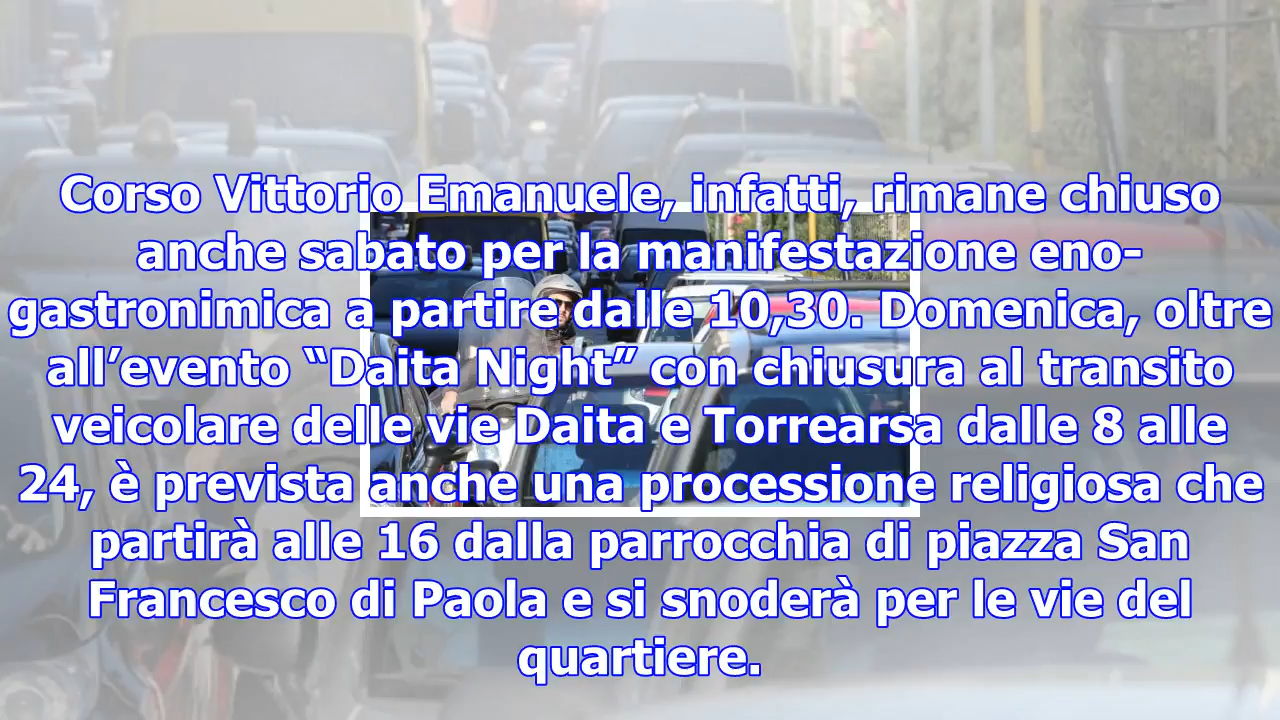 Corso Vittorio Emanuele, infatti, rimane chiuso
anche sabato per la manifestazione eno-
gastronimica a partire dalle 10,30. Domenica, oltre
all’evento “Daita Night” con chiusura al transito
veicolare delle vie Daita e Torrearsa dalle 8 alle
24, è prevista anche una processione religiosa che
partirà alle 16 dalla parrocchia di piazza San
Francesco di Paola e si snoderà per le vie del
quartiere.